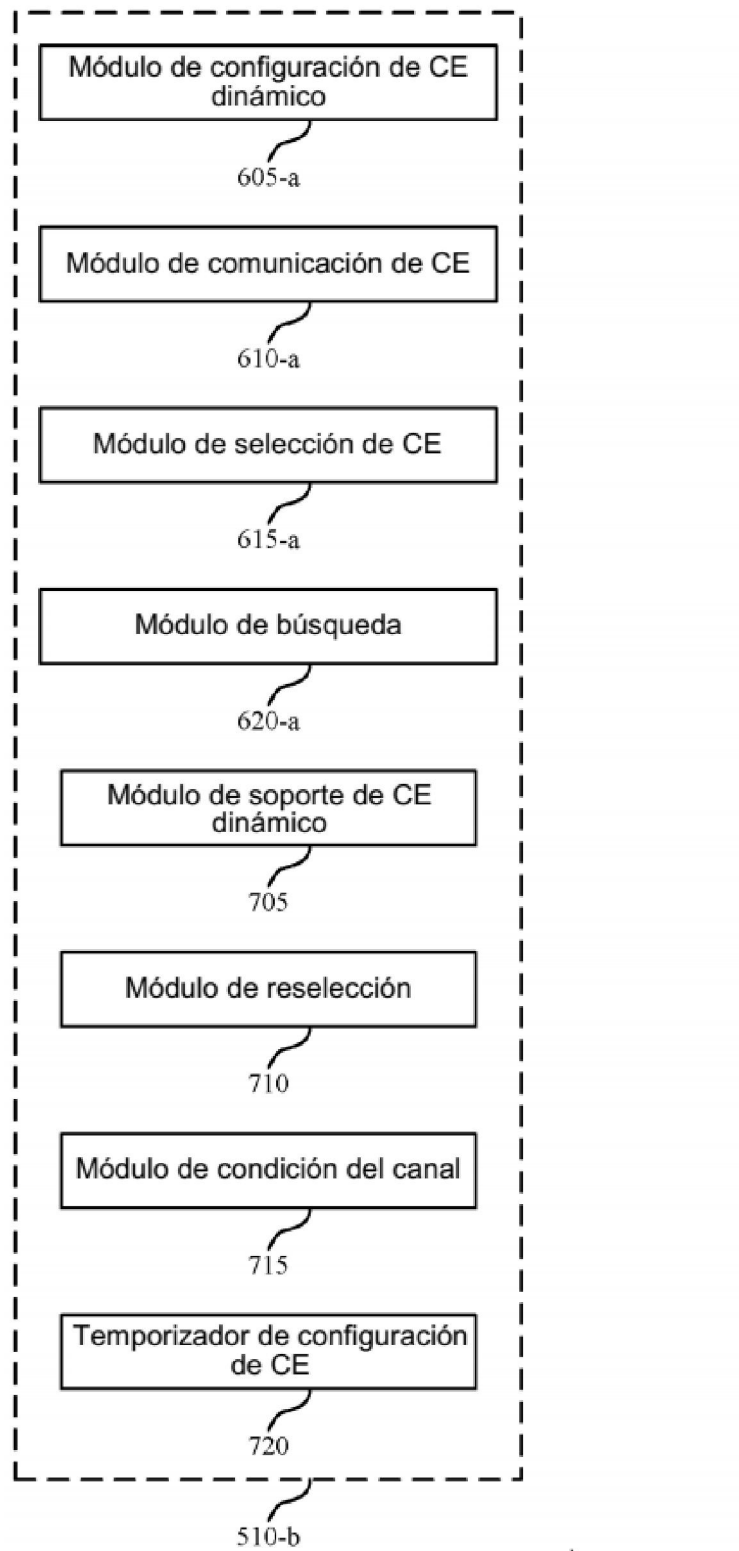 Módulo de configuración de CE
dinámico
605-a
Módulo de comunicación de CE
610-a
Módulo de selección de CE
615-a
Módulo de búsqueda
620-a
Módulo de soporte de CE
dinámico
705
Módulo de reselección
710
Módulo de condición del canal
715
Temporizador de configuración
de CE
720
510-b